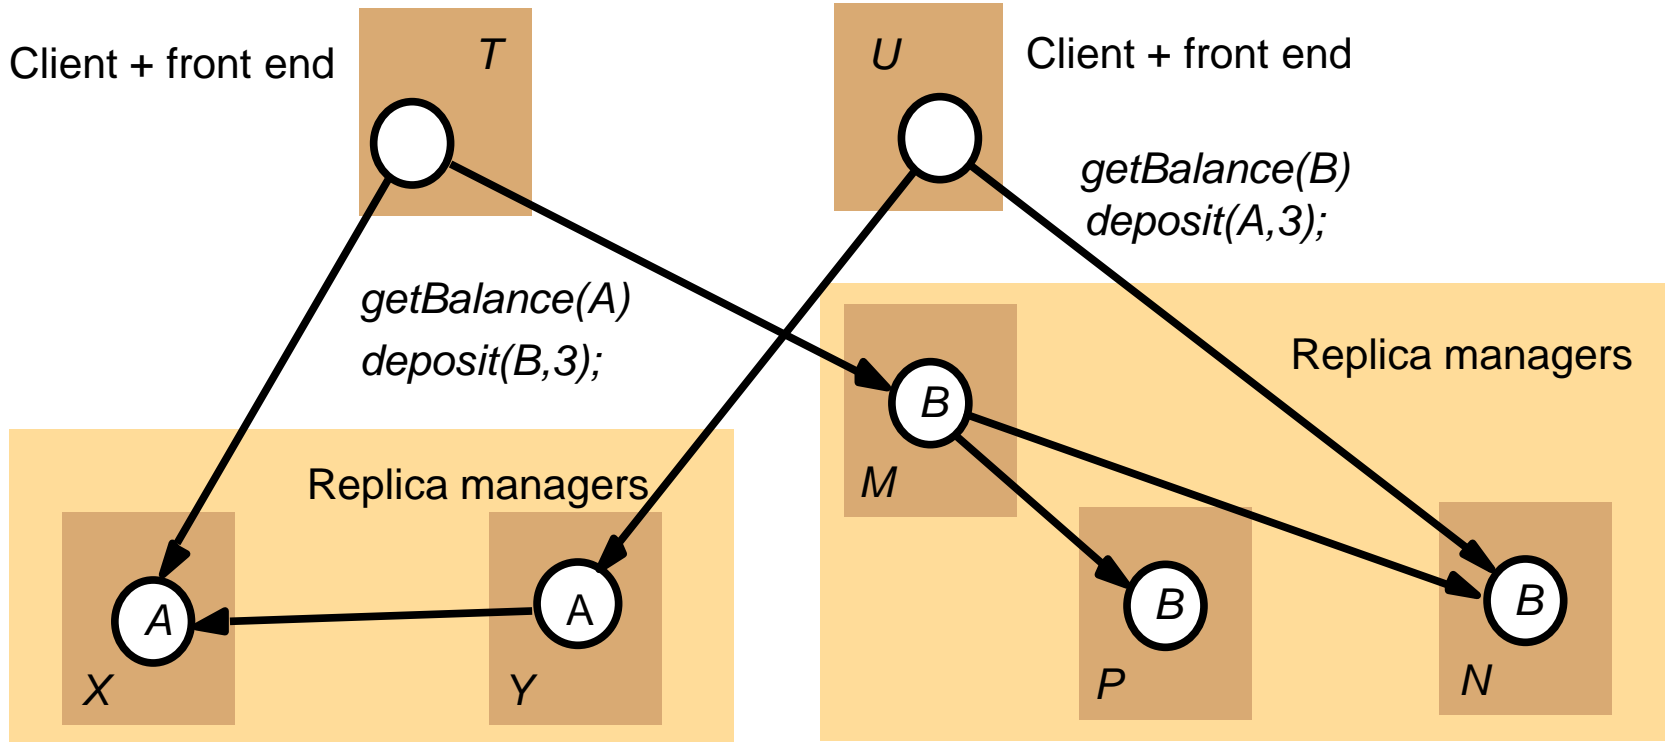 Client + front end
T
U
Client + front end
getBalance(B)
deposit(A,3);
getBalance(A)
deposit(B,3);
Replica managers
B
M
Replica managers
A
X
A
Y
B
P
B
N